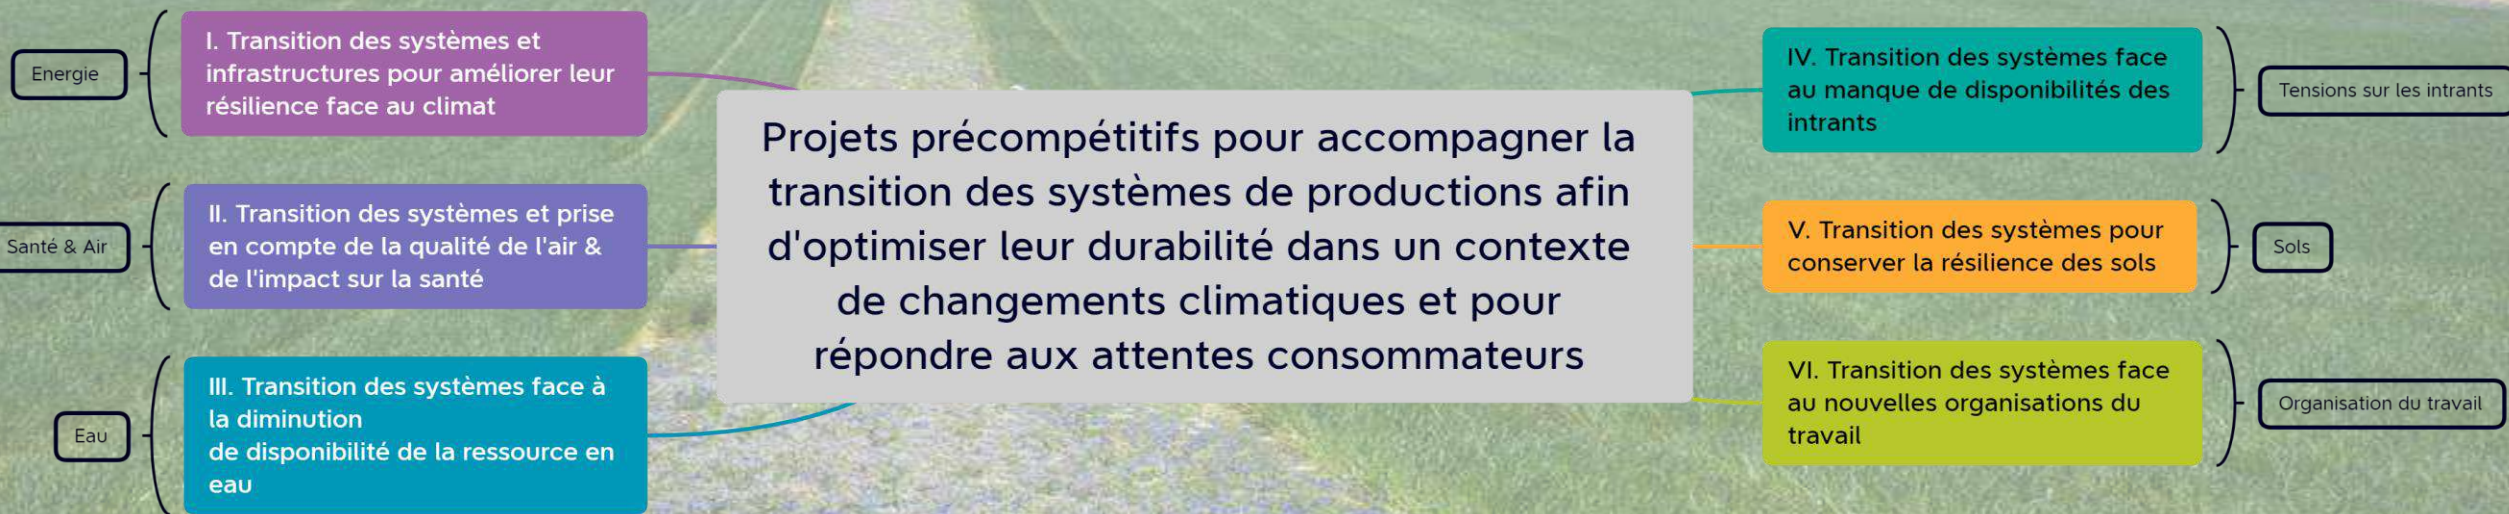 Energie
I. Transition des systèmes et
infrastructures pour améliorer leur
résilience face au climat
Santé & Air
II. Transition des systèmes et prise
en compte de la qualité de l'air &
de l'impact sur la santé
Eau
III. Transition des systèmes face à
la diminution
de disponibilité de la ressource en
eau
Projets précompétitifs pour accompagner la
transition des systèmes de productions afin
d'optimiser leur durabilité dans un contexte
de changements climatiques et pour
répondre aux attentes consommateurs
IV. Transition des systèmes face
au manque de disponibilités des
intrants
Tensions sur les intrants
V. Transition des systèmes pour
conserver la résilience des sols
Sols
VI. Transition des systèmes face
au nouvelles organisations du
travail
Organisation du travail